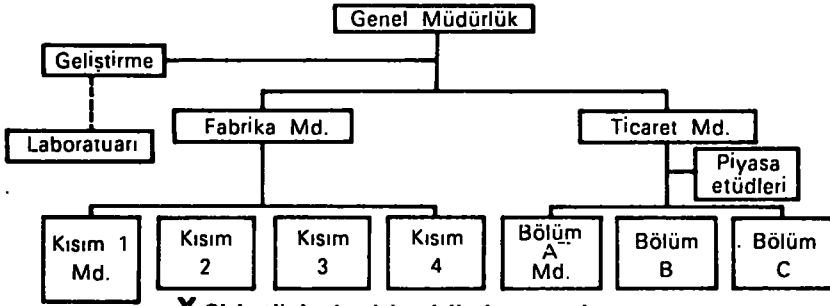 Genel Müdürlük
Geliştirme
Laboratuarı
Fabrika Md.
Ticaret Md.
Piyasa
etüdleri
Kısım 1
Md.
Kısım
2
Kısım
3
Kısım
4
Bölüm
A
Md.
Bölüm
B
Bölüm
C